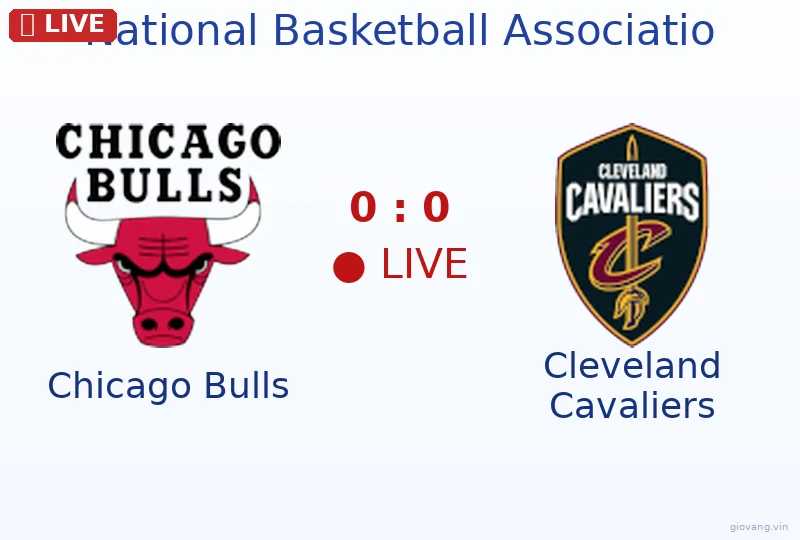 LIVE
National Basketball Associatio
CHICAGO
BULLS
CLEVELAND
CAVALIERS
C
0 : 0
● LIVE
Chicago Bulls
Cleveland
Cavaliers
giovang.vin